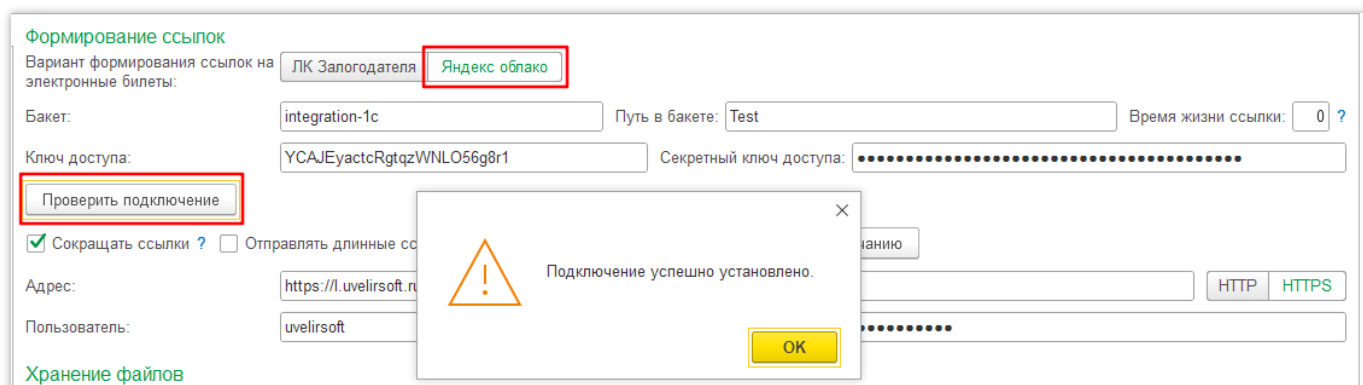 Формирование ссылок
Вариант формирования ссылок на
электронные билеты:
ЛК Залогодателя Яндекс облако
Бакет: integration-1c Путь в бакете: Test Время жизни ссылки: 0 ?
Ключ доступа: YCAJEyactcRgtqzWNLO56g8r1 Секретный ключ доступа: ●●●●●●●●●●●●●●●●●●●●●●●●●●●●●●●●●●●●●●●●
Проверить подключение
Сокращать ссылки ? Отправлять длинные сс
Подключение успешно установлено.
Адрес: https://l.uvelirsoft.ru HTTP HTTPS
Пользователь: uvelirsoft
OK
Хранение файлов